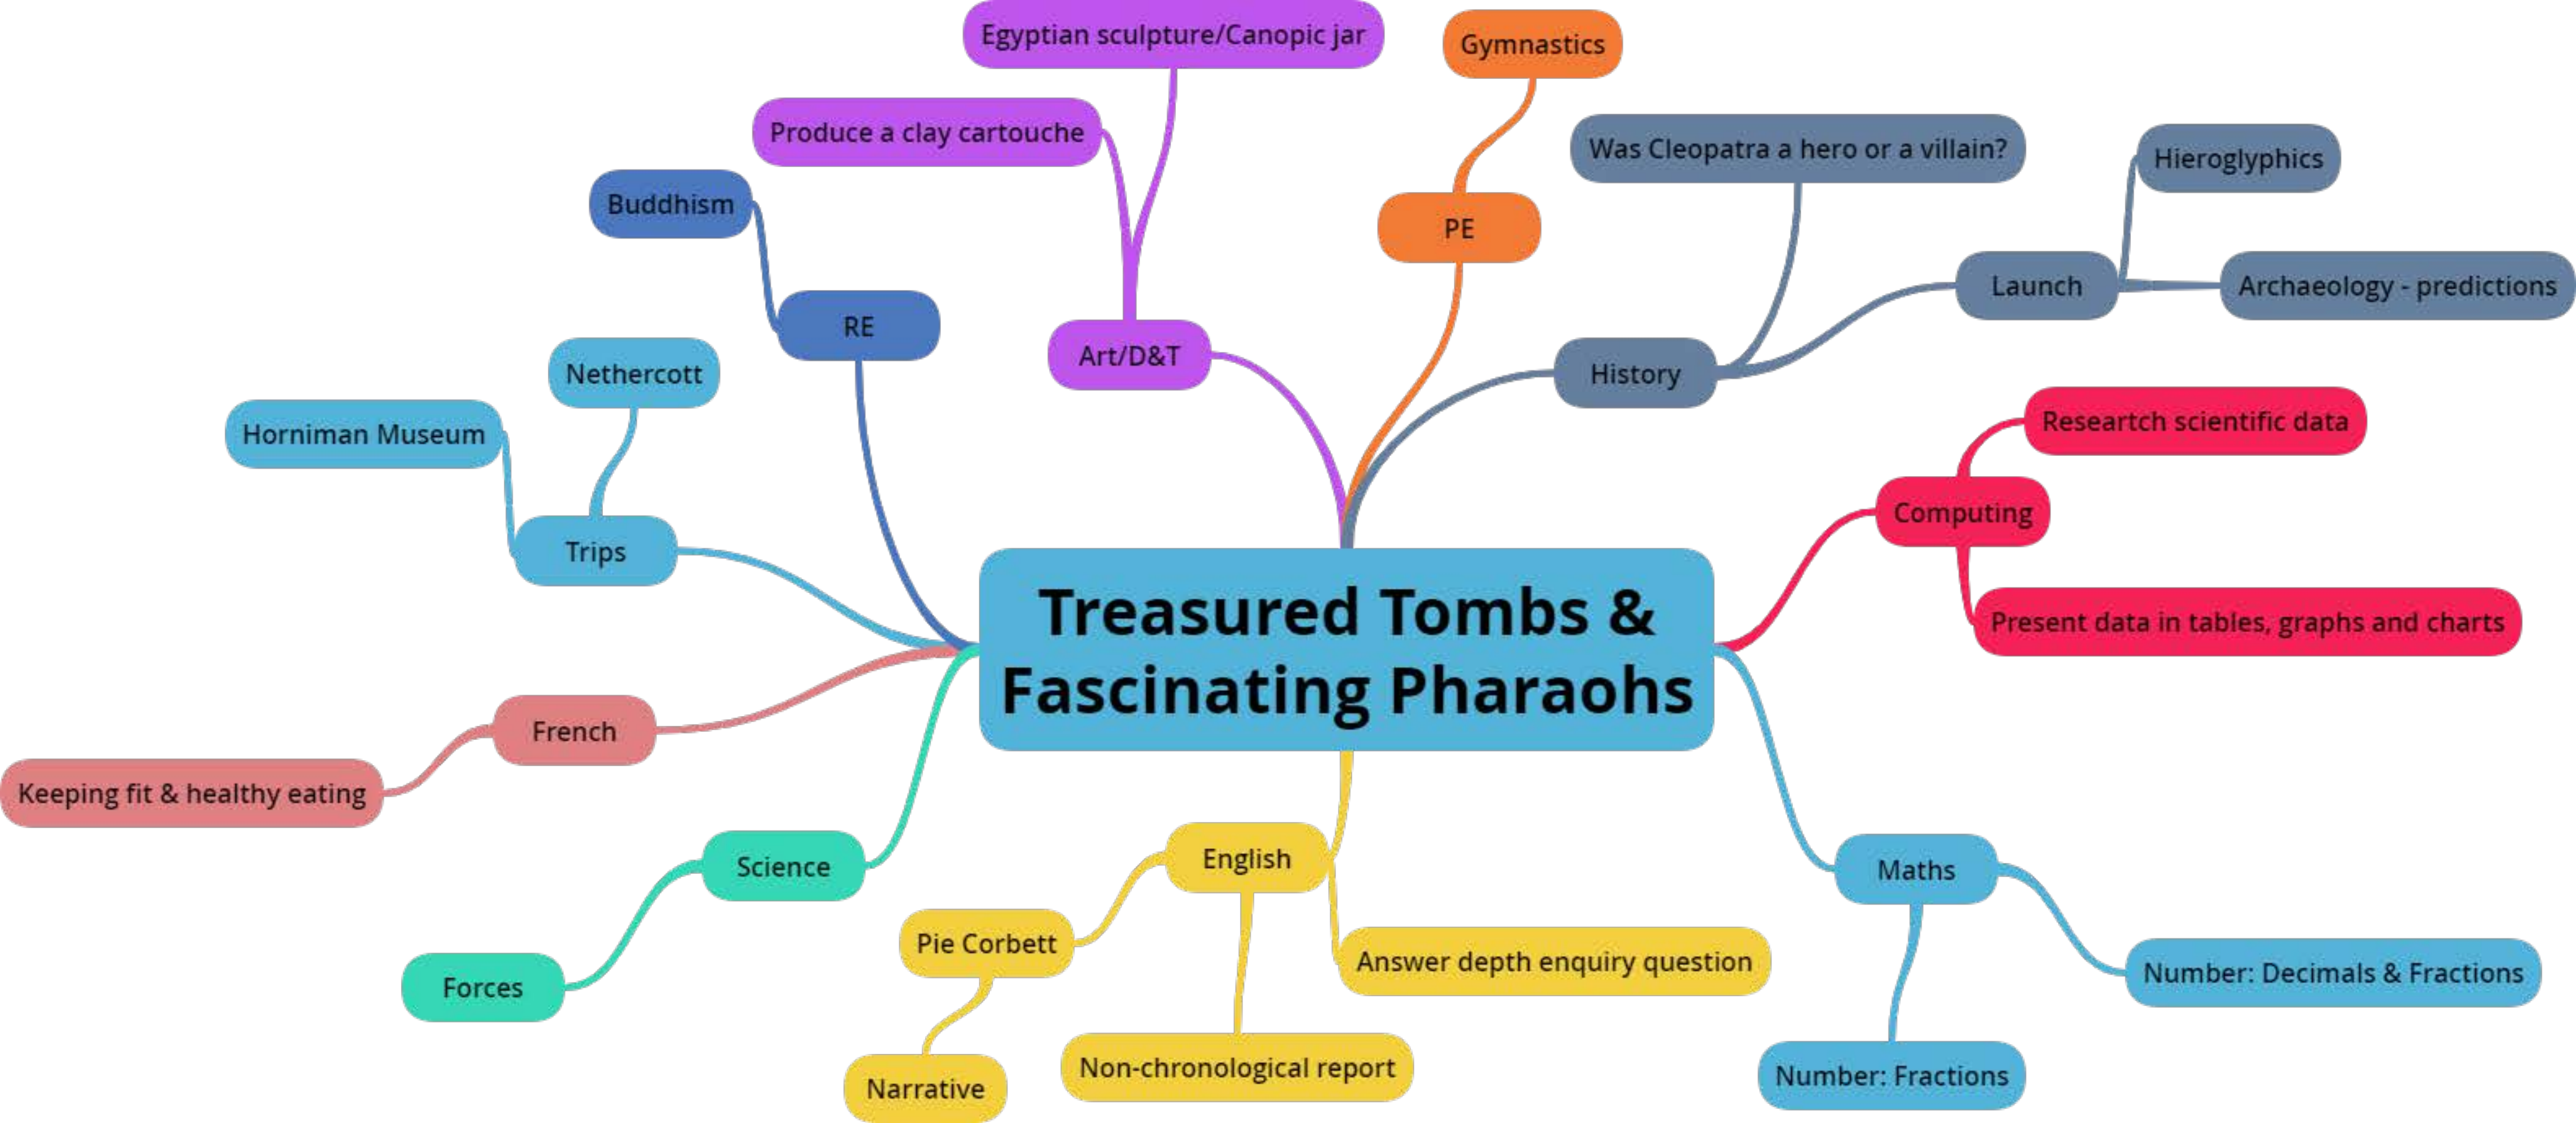 Egyptian sculpture/Canopic jar
Gymnastics
Produce a clay cartouche
Was Cleopatra a hero or a villain?
Hieroglyphics
Buddhism
PE
Launch
Archaeology - predictions
RE
Art/D&T
History
Nethercott
Horniman Museum
Researtch scientific data
Computing
Trips
Present data in tables, graphs and charts
Treasured Tombs &
Fascinating Pharaohs
French
Keeping fit & healthy eating
Science
English
Maths
Pie Corbett
Answer depth enquiry question
Number: Decimals & Fractions
Forces
Non-chronological report
Number: Fractions
Narrative